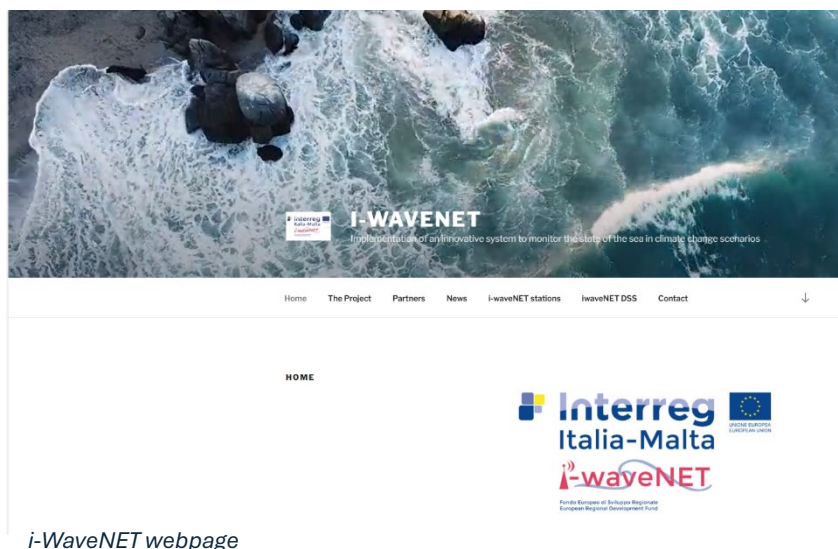 I-WAVENET
Implementation of an innovative system to monitor the state of the sea in climate change scenarios
Home The Project Partners News i-waveNET stations iwaveNET DSS Contact
HOME
Interreg
Italia-Malta
UNIONE EUROPEA
EUROPEAN UNION
i-waveNET
Fondo Europeo di Sviluppo Regionale
European Regional Development Fund
i-WaveNET webpage